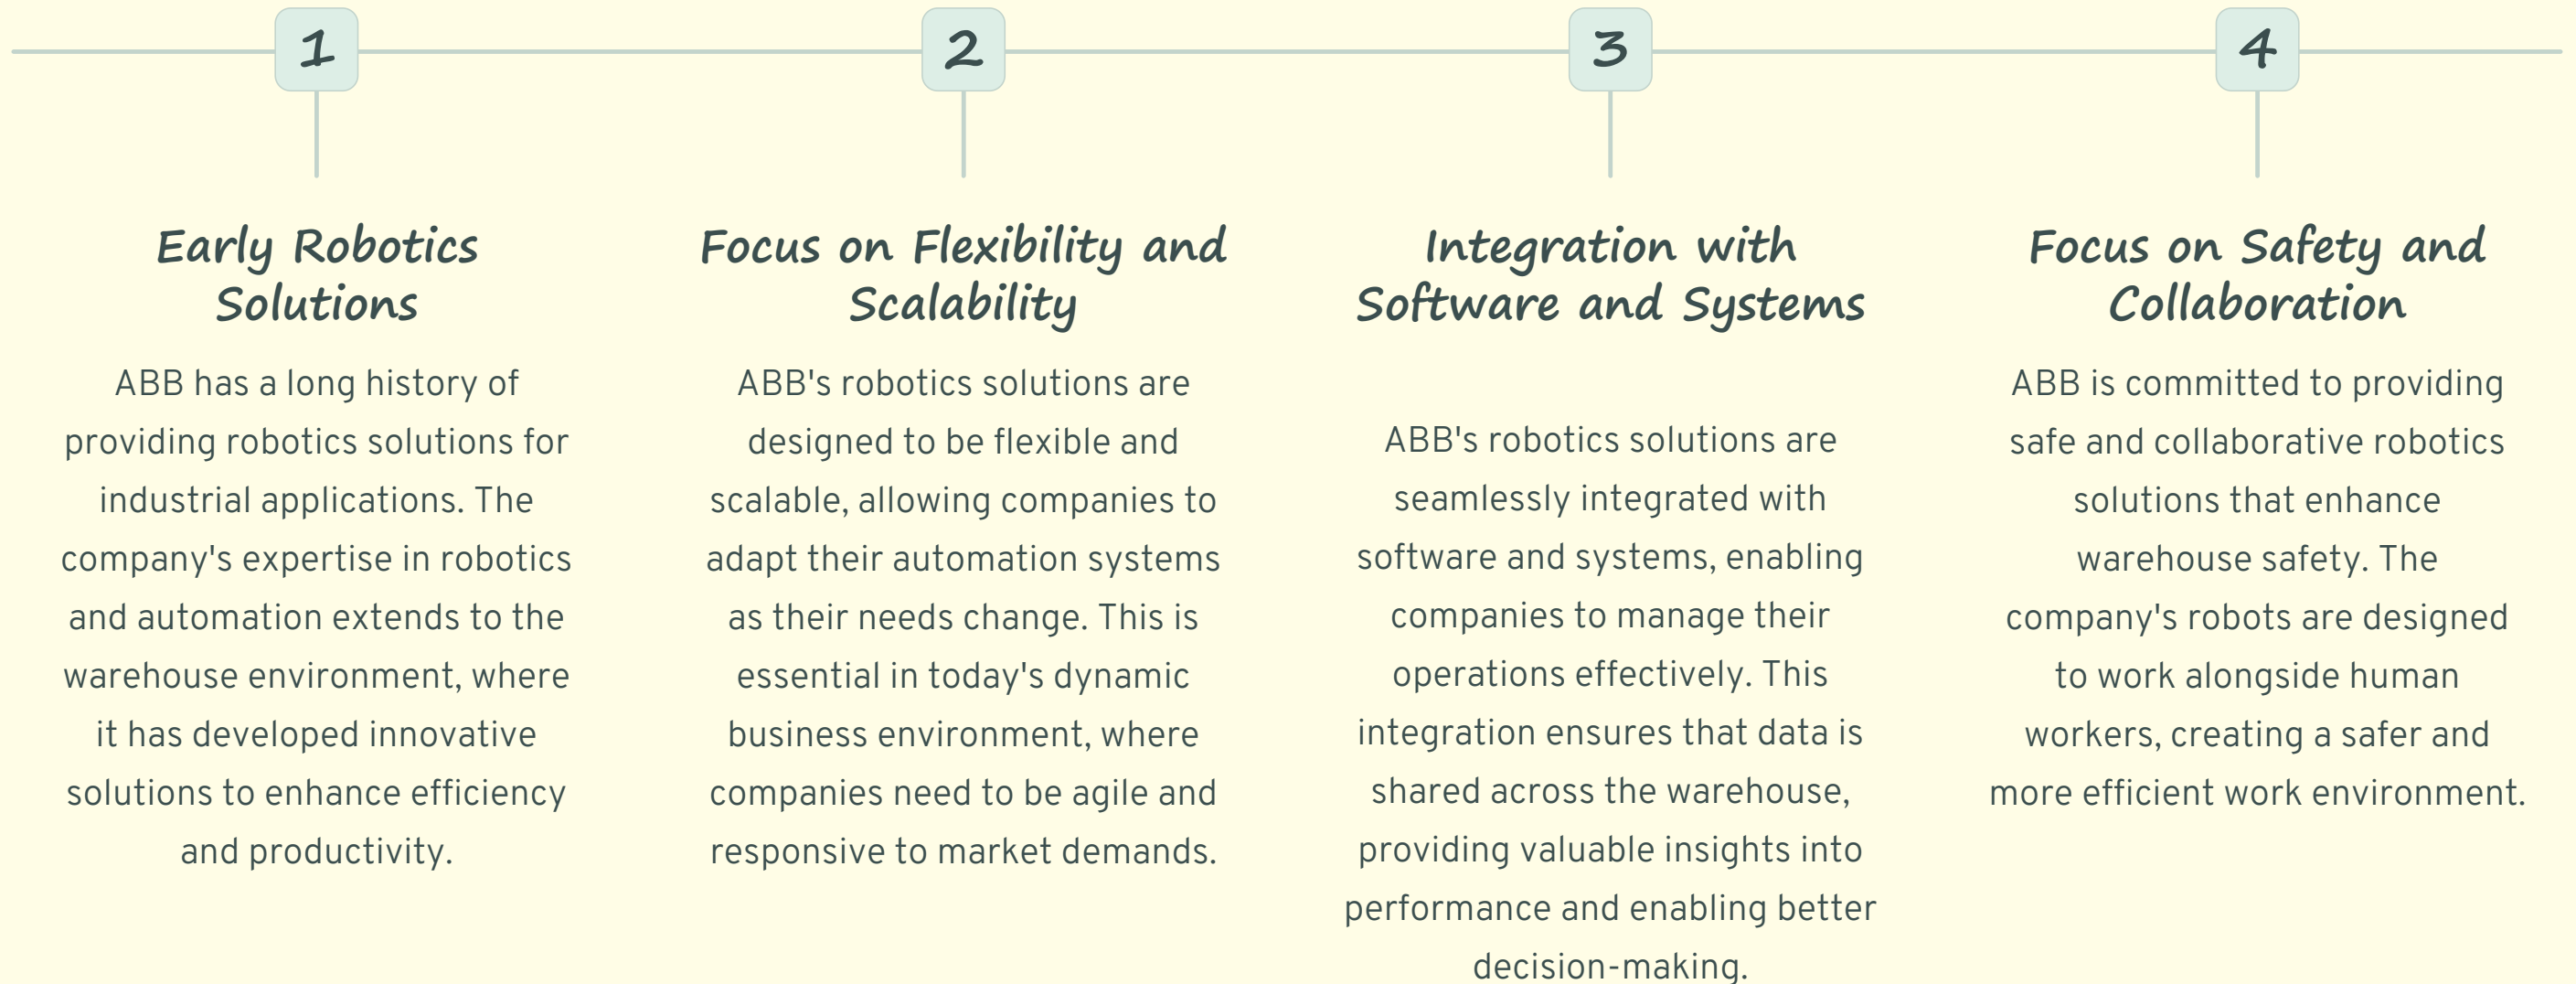 1
Early Robotics
Solutions
ABB has a long history of
providing robotics solutions for
industrial applications. The
company's expertise in robotics
and automation extends to the
warehouse environment, where
it has developed innovative
solutions to enhance efficiency
and productivity.
2
Focus on Flexibility and
Scalability
ABB's robotics solutions are
designed to be flexible and
scalable, allowing companies to
adapt their automation systems
as their needs change. This is
essential in today's dynamic
business environment, where
companies need to be agile and
responsive to market demands.
3
Integration with
Software and Systems
ABB's robotics solutions are
seamlessly integrated with
software and systems, enabling
companies to manage their
operations effectively. This
integration ensures that data is
shared across the warehouse,
providing valuable insights into
performance and enabling better
decision-making.
4
Focus on Safety and
Collaboration
ABB is committed to providing
safe and collaborative robotics
solutions that enhance
warehouse safety. The
company's robots are designed
to work alongside human
workers, creating a safer and
more efficient work environment.